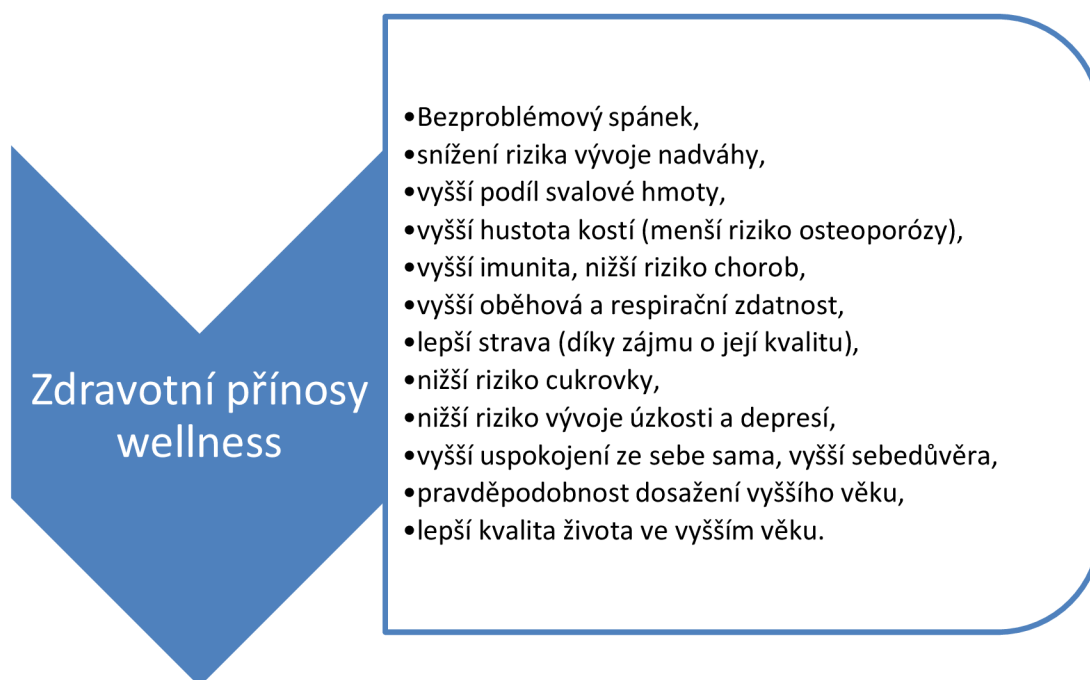 Zdravotní přínosy
wellness
•Bezproblémový spánek,
•snížení rizika vývoje nadváhy,
•vyšší podíl svalové hmoty,
•vyšší hustota kostí (menší riziko osteoporózy),
•vyšší imunita, nižší riziko chorob,
•vyšší oběhová a respirační zdatnost,
•lepší strava (díky zájmu o její kvalitu),
•nižší riziko cukrovky,
•nižší riziko vývoje úzkosti a depresí,
•vyšší uspokojení ze sebe sama, vyšší sebedůvěra,
•pravděpodobnost dosažení vyššího věku,
•lepší kvalita života ve vyšším věku.